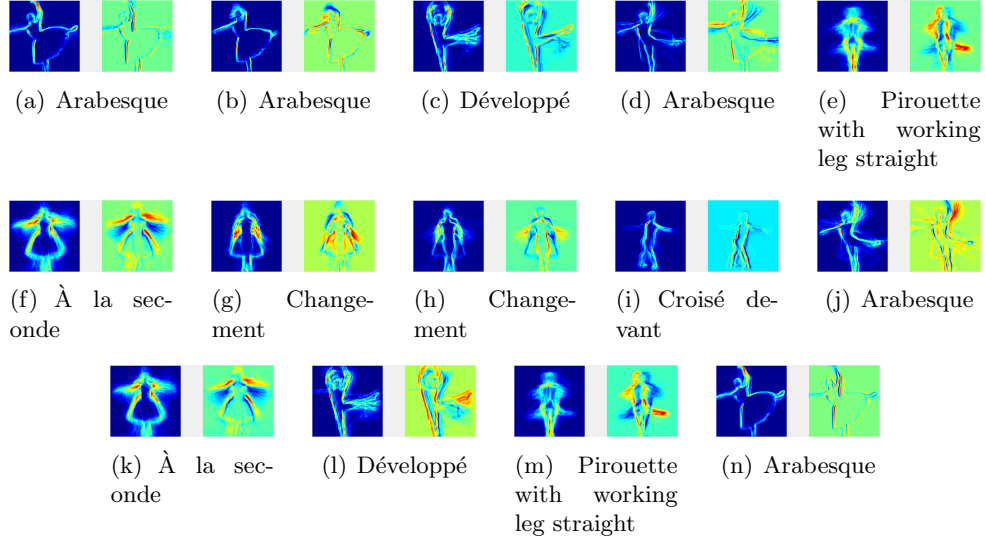 (a) Arabesque
(b) Arabesque
(c) Développé
(d) Arabesque
(e) Pirouette
with working
leg straight
(f) À la sec-
onde
(g) Change-
ment
(h) Change-
ment
(i) Croisé de-
vant
(j) Arabesque
(k) À la sec-
onde
(l) Développé
(m) Pirouette
with working
leg straight
(n) Arabesque